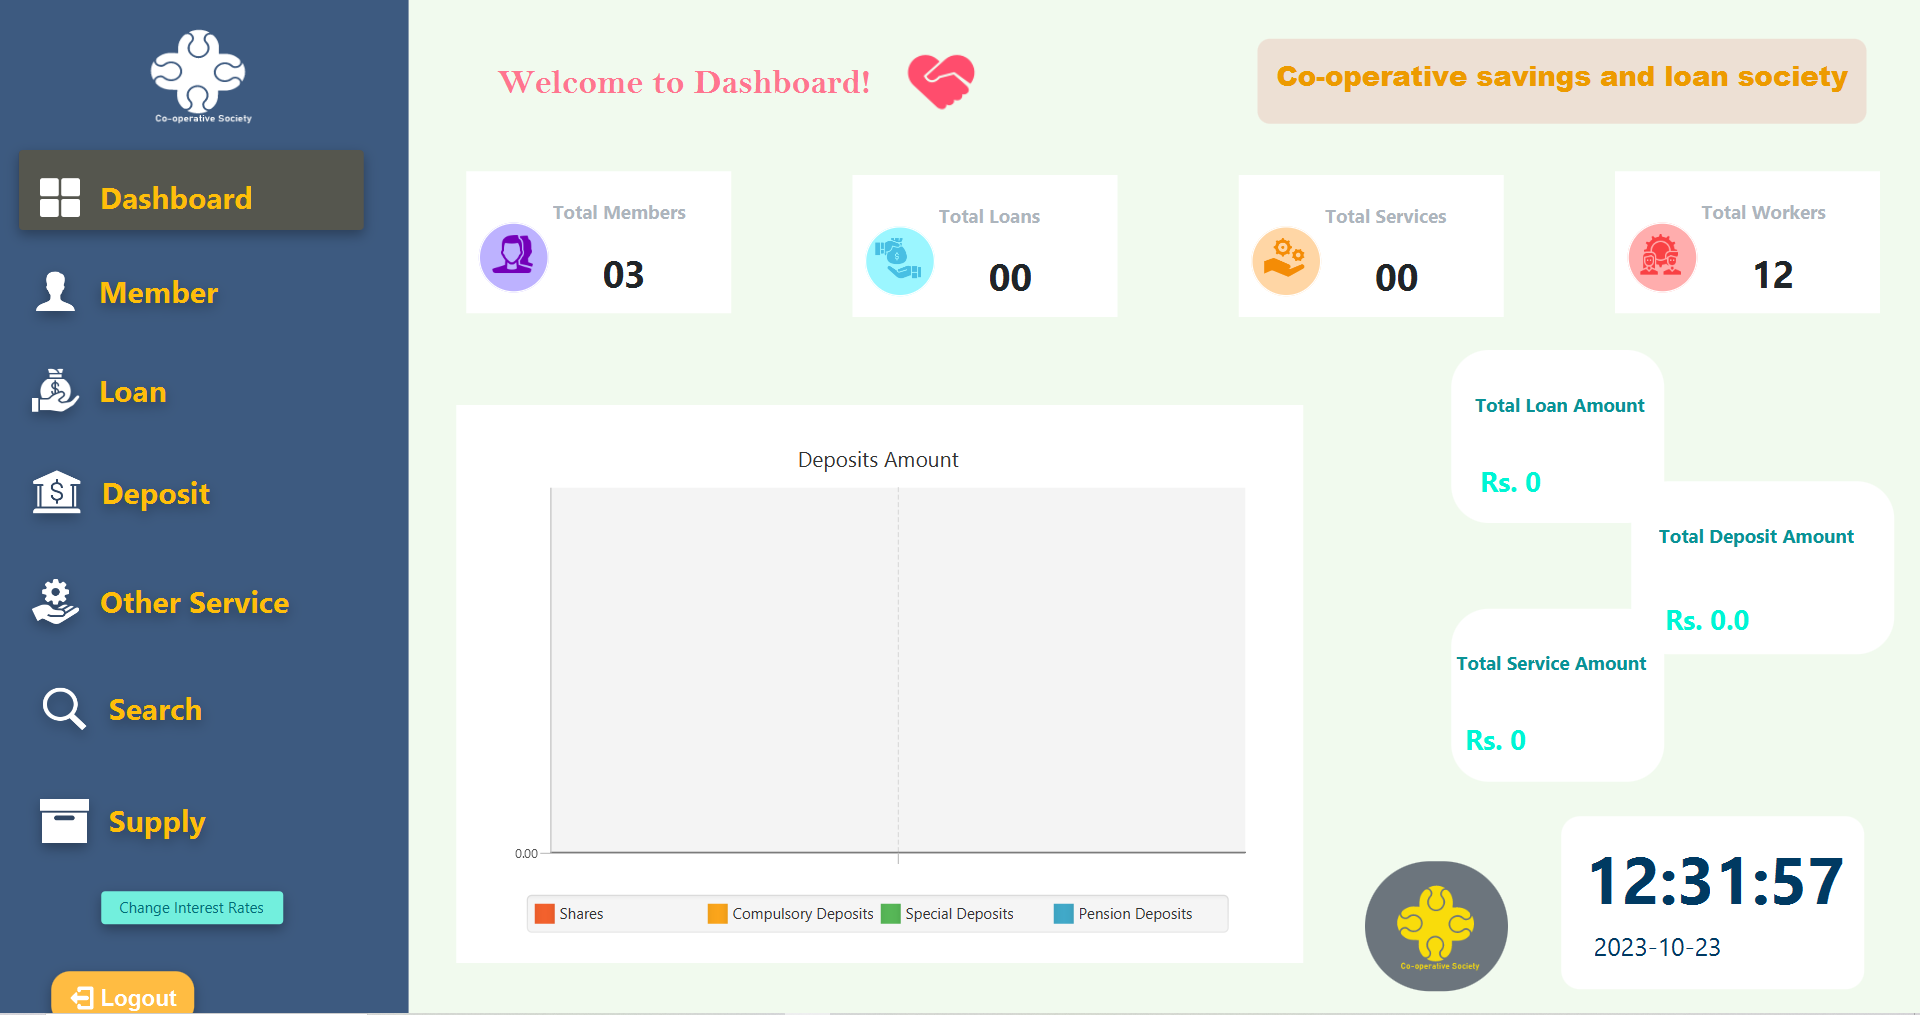 Co-operative Society
Dashboard
Member
Loan
Deposit
Other Service
Search
Supply
Change Interest Rates
Logout
Welcome to Dashboard!
Co-operative savings and loan society
Total Members
03
Total Loans
00
Total Services
00
Total Workers
12
Deposits Amount
0.00
Shares
Compulsory Deposits
Special Deposits
Pension Deposits
Total Loan Amount
Rs. 0
Total Deposit Amount
Rs. 0.0
Total Service Amount
Rs. 0
Co-operative Society
12:31:57
2023-10-23